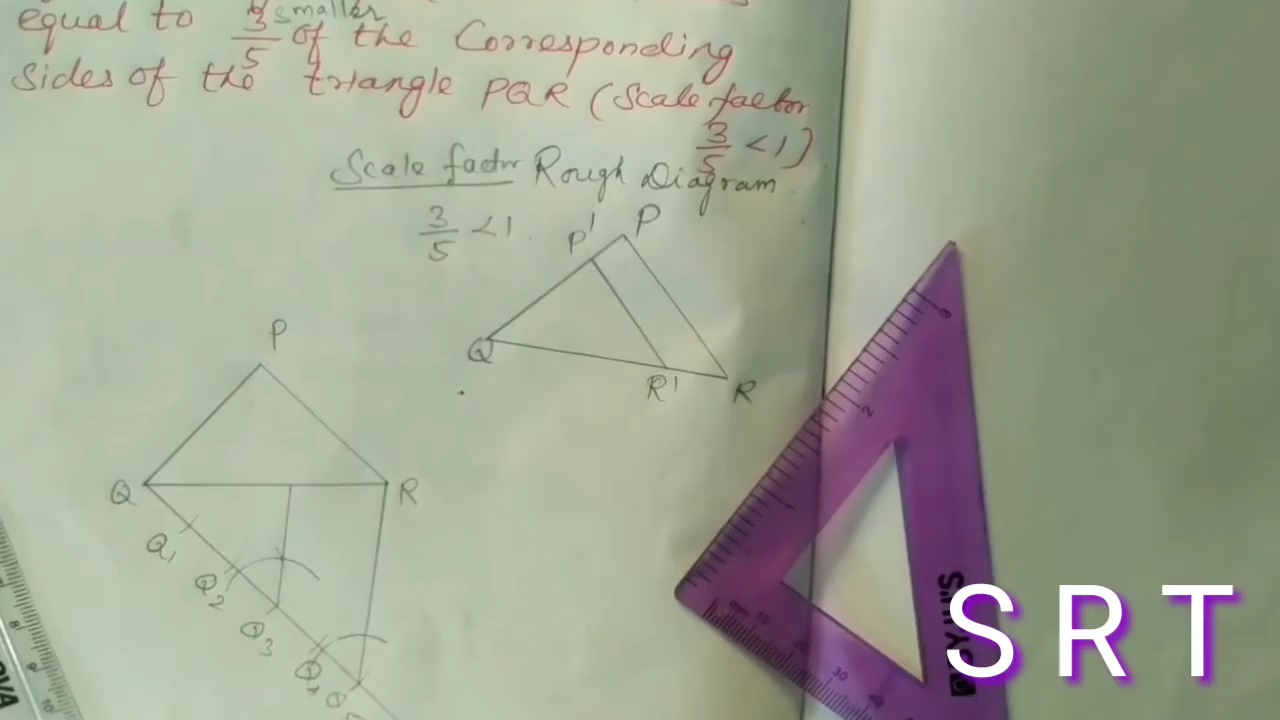 equal to 3/5 smaller of the Corresponding
sides of the triangle PQR (Scale factor
3/5 < 1)
Scale factor Rough Diagram
3/5 < 1
P' P
Q
R' R
P
Q R
Q1
Q2
Q3
Q4
Q5
S R T